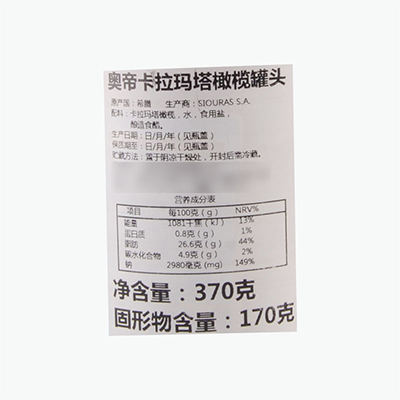 奥帝卡拉玛塔橄榄罐头
原产国：希腊 生产商：SIOURAS S.A.
配料：卡拉玛塔橄榄，水，食用盐，
酿造食醋。
生产日期：日/月/年（见瓶盖）
保质期至：日/月/年（见瓶盖）
贮藏方法：置于阴凉干燥处，开封后需冷藏。
营养成分表
项目 每100克（g） NRV%
能量 1081千焦（kJ） 13%
蛋白质 0.8克（g） 1%
脂肪 26.6克（g） 44%
碳水化合物 4.9克（g） 2%
钠 2980毫克(mg) 149%
净含量：370克
固形物含量：170克